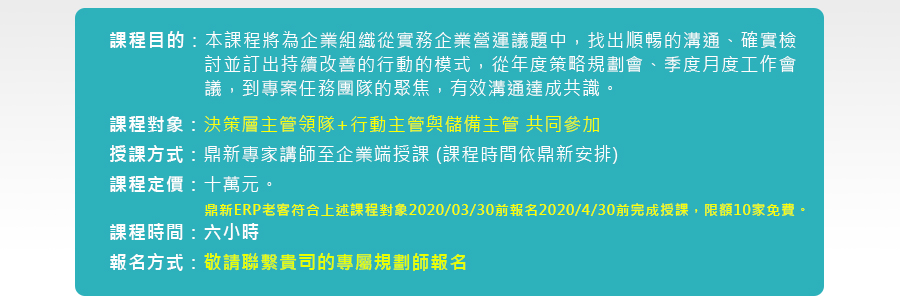 課程目的：本課程將為企業組織從實務企業營運議題中，找出順暢的溝通、確實檢
討並訂出持續改善的行動的模式，從年度策略規劃會、季度月度工作會
議，到專案任務團隊的聚焦，有效溝通達成共識。
課程對象：決策層主管領隊+行動主管與儲備主管 共同參加
授課方式：鼎新專家講師至企業端授課 (課程時間依鼎新安排)
課程定價：十萬元。
鼎新ERP老客符合上述課程對象2020/03/30前報名2020/4/30前完成授課，限額10家免費。
課程時間：六小時
報名方式：敬請聯繫貴司的專屬規劃師報名